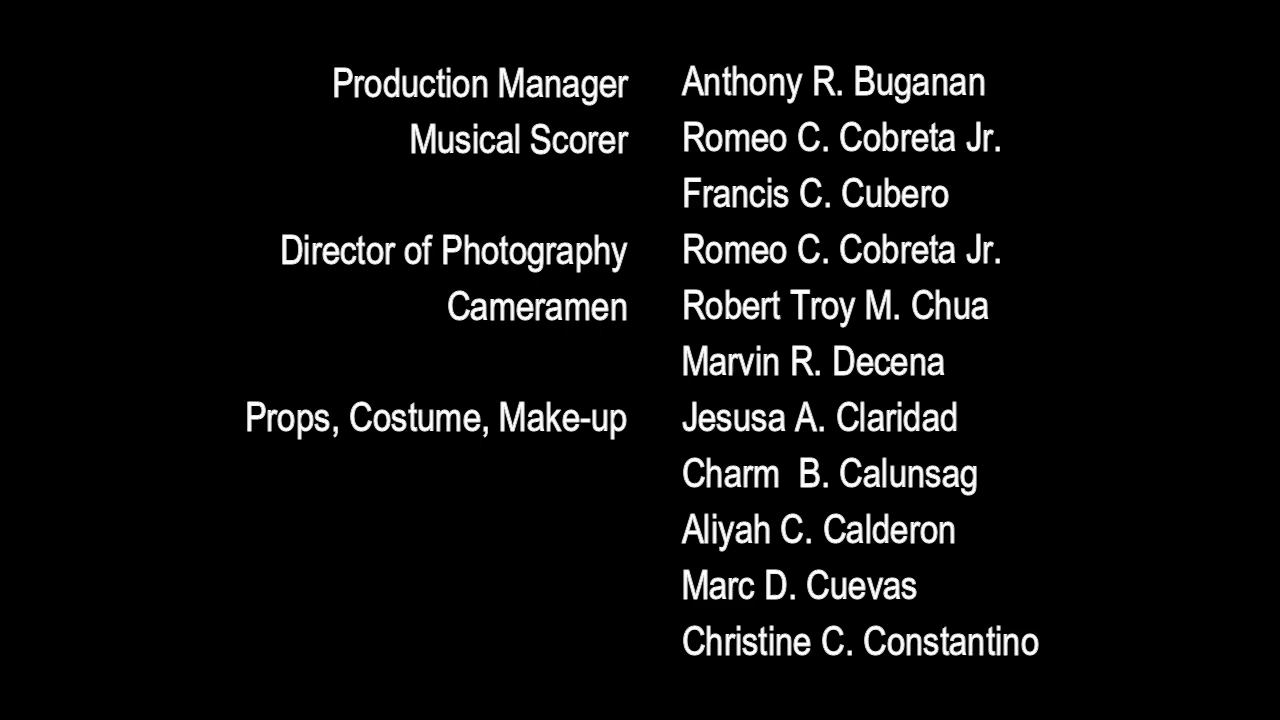 Production Manager Anthony R. Buganan
Musical Scorer Romeo C. Cobreta Jr.
Francis C. Cubero
Director of Photography Romeo C. Cobreta Jr.
Cameramen Robert Troy M. Chua
Marvin R. Decena
Props, Costume, Make-up Jesusa A. Claridad
Charm  B. Calunsag
Aliyah C. Calderon
Marc D. Cuevas
Christine C. Constantino